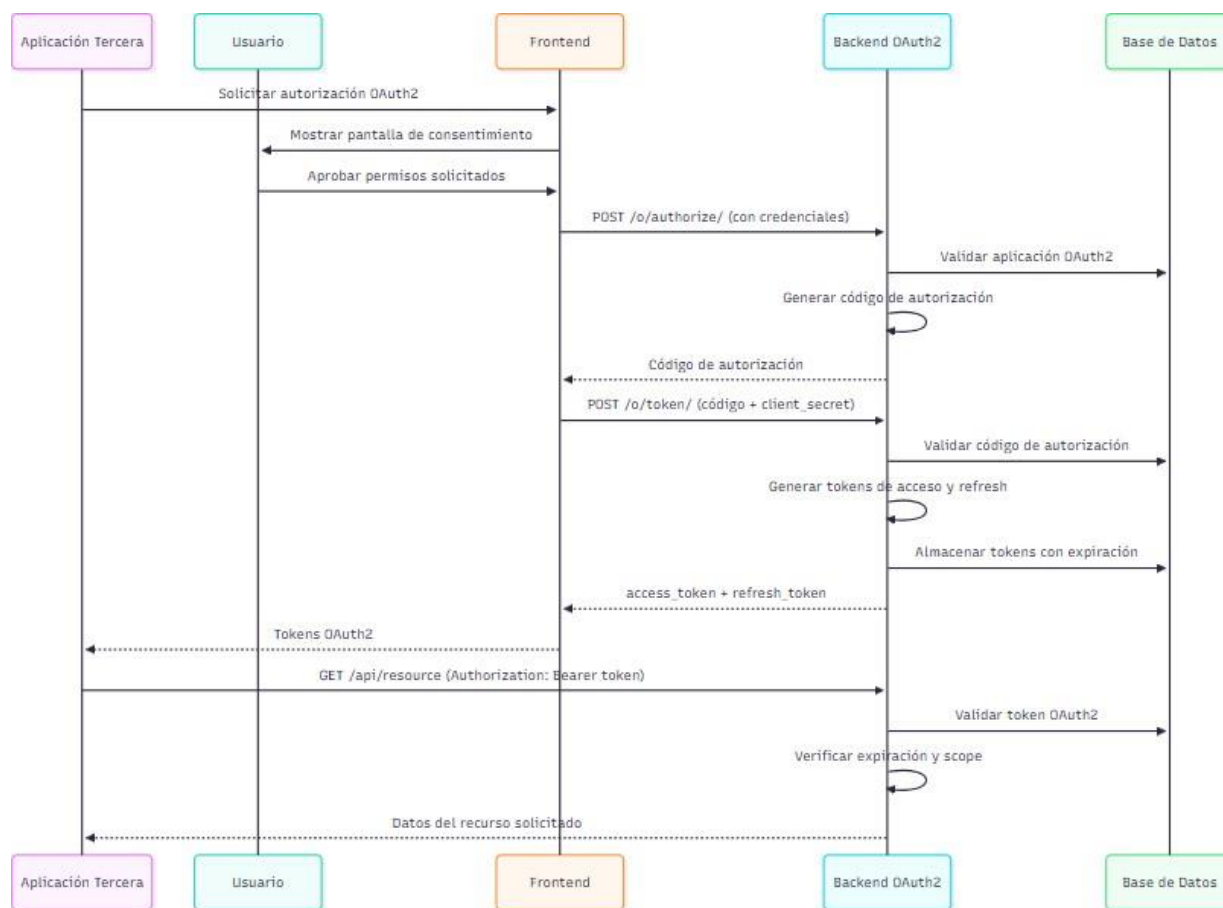 Aplicación Tercera
Usuario
Frontend
Backend OAuth2
Base de Datos
Solicitar autorización OAuth2
Mostrar pantalla de consentimiento
Aprobar permisos solicitados
POST /o/authorize/ (con credenciales)
Validar aplicación OAuth2
Generar código de autorización
Código de autorización
POST /o/token/ (código + client_secret)
Validar código de autorización
Generar tokens de acceso y refresh
Almacenar tokens con expiración
access_token + refresh_token
Tokens OAuth2
GET /api/resource (Authorization: Bearer token)
Validar token OAuth2
Verificar expiración y scope
Datos del recurso solicitado
Aplicación Tercera
Usuario
Frontend
Backend OAuth2
Base de Datos